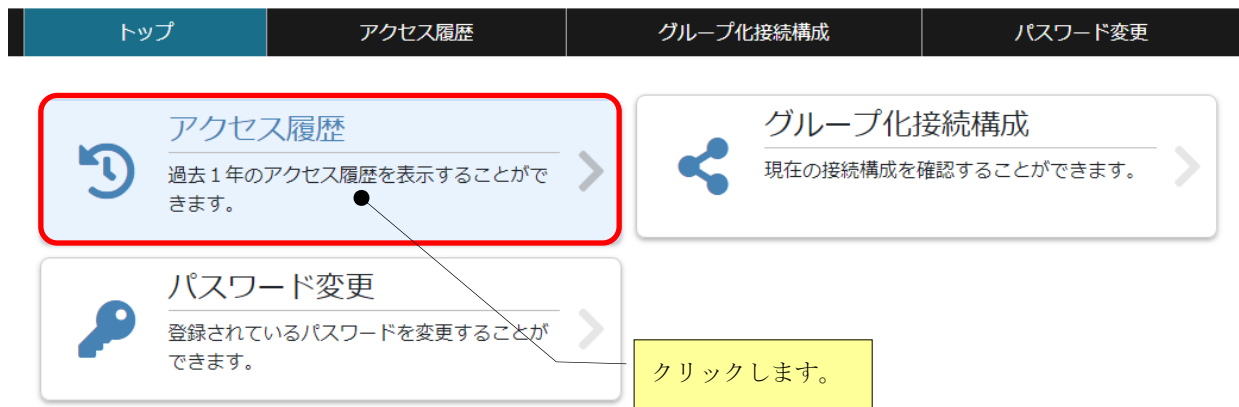 トップ アクセス履歴 グループ化接続構成 パスワード変更
アクセス履歴
過去１年のアクセス履歴を表示することがで
きます。
グループ化接続構成
現在の接続構成を確認することができます。
パスワード変更
登録されているパスワードを変更することが
できます。
クリックします。